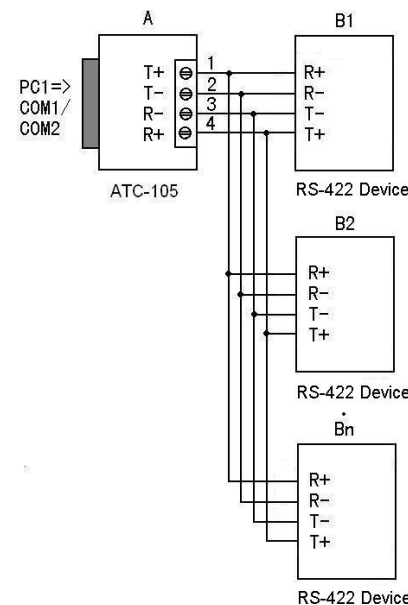 A
T+
T-
R-
R+
1
2
3
4
PC1=>
COM1/
COM2
ATC-105
B1
R+
R-
T-
T+
RS-422 Device
B2
R+
R-
T-
T+
RS-422 Device
Bn
R+
R-
T-
T+
RS-422 Device